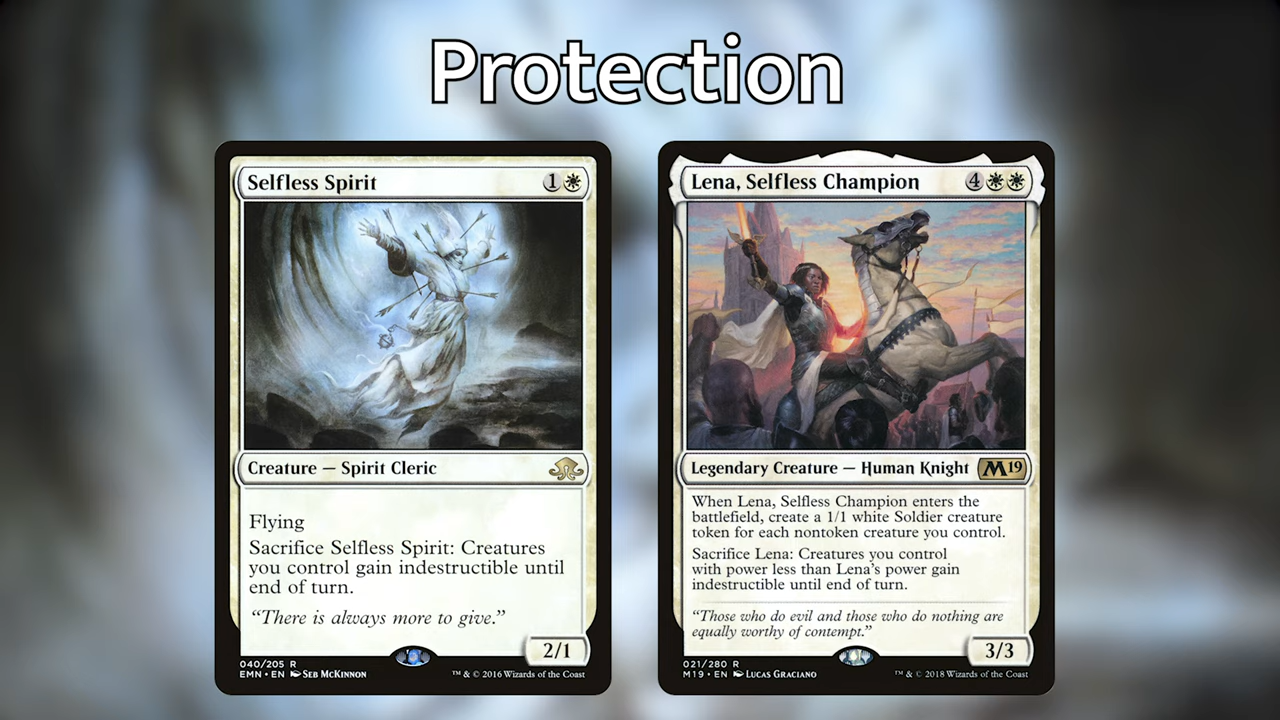 Protection
Selfless Spirit 1
Creature — Spirit Cleric
Flying
Sacrifice Selfless Spirit: Creatures
you control gain indestructible until
end of turn.
“There is always more to give.”
2/1
040/205 R
EMN • EN SEB MCKINNON
™ & © 2016 Wizards of the Coast
Lena, Selfless Champion 4
Legendary Creature — Human Knight M19
When Lena, Selfless Champion enters the
battlefield, create a 1/1 white Soldier creature
token for each nontoken creature you control.
Sacrifice Lena: Creatures you control
with power less than Lena’s power gain
indestructible until end of turn.
“Those who do evil and those who do nothing are
equally worthy of contempt.”
3/3
021/280 R
M19 • EN LUCAS GRACIANO
™ & © 2018 Wizards of the Coast